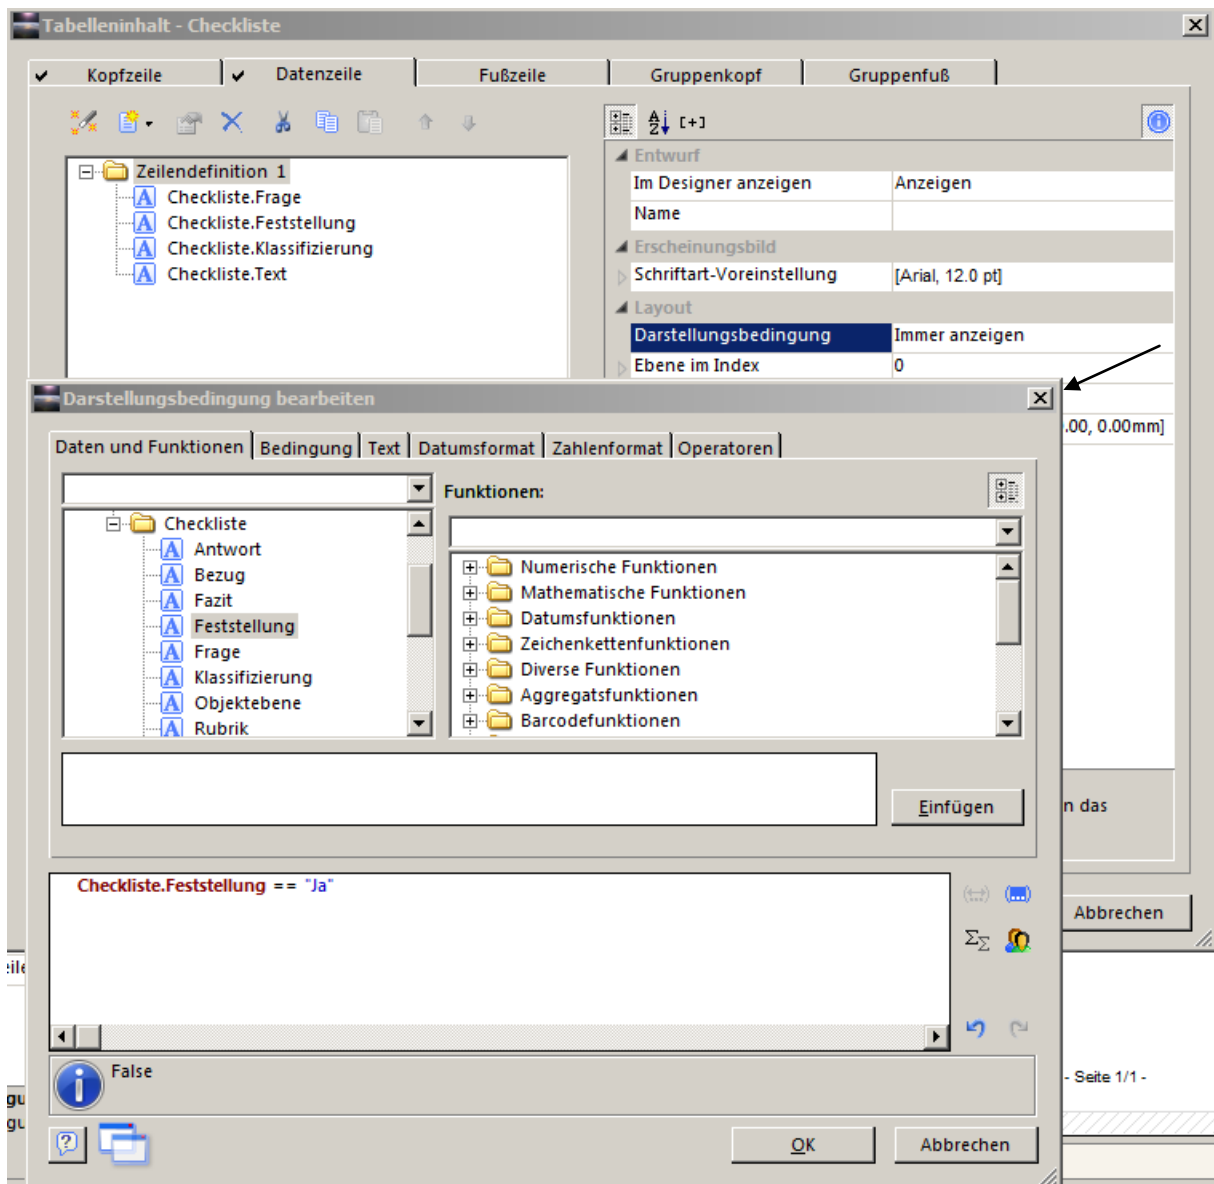 Tabelleninhalt - Checkliste
Kopfzeile
Datenzeile
Fußzeile
Gruppenkopf
Gruppenfuß
[+]
Zeilendefinition 1
Checkliste.Frage
Checkliste.Feststellung
Checkliste.Klassifizierung
Checkliste.Text
Entwurf
Im Designer anzeigen Anzeigen
Name
Erscheinungsbild
Schriftart-Voreinstellung [Arial, 12.0 pt]
Layout
Darstellungsbedingung Immer anzeigen
Ebene im Index 0
.00, 0.00mm]
Darstellungsbedingung bearbeiten
Daten und Funktionen Bedingung Text Datumsformat Zahlenformat Operatoren
Funktionen:
Checkliste
Antwort
Bezug
Fazit
Feststellung
Frage
Klassifizierung
Objektebene
Rubrik
Numerische Funktionen
Mathematische Funktionen
Datumsfunktionen
Zeichenkettenfunktionen
Diverse Funktionen
Aggregatsfunktionen
Barcodefunktionen
Einfügen
n das
Checkliste.Feststellung == "Ja"
Abbrechen
False
- Seite 1/1 -
OK
Abbrechen